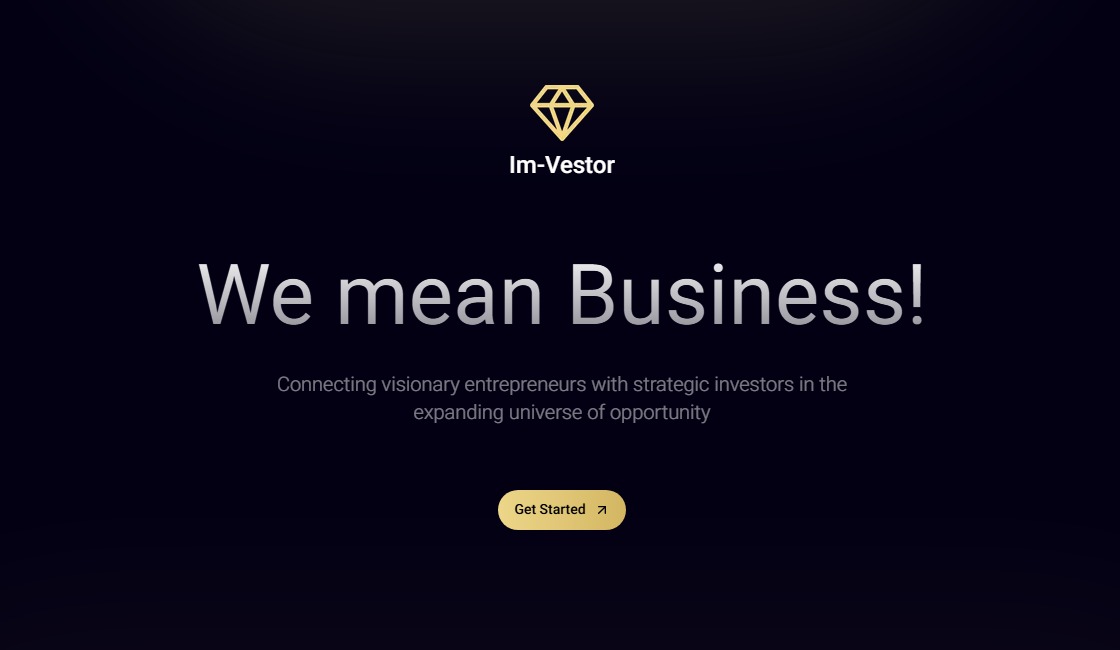 Im-Vestor
We mean Business!
Connecting visionary entrepreneurs with strategic investors in the
expanding universe of opportunity
Get Started